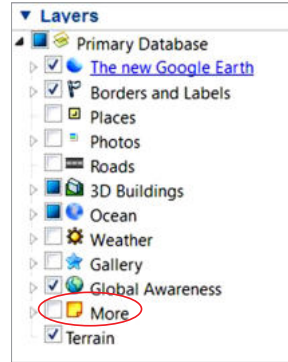 Layers
Primary Database
The new Google Earth
Borders and Labels
Places
Photos
Roads
3D Buildings
Ocean
Weather
Gallery
Global Awareness
More
Terrain